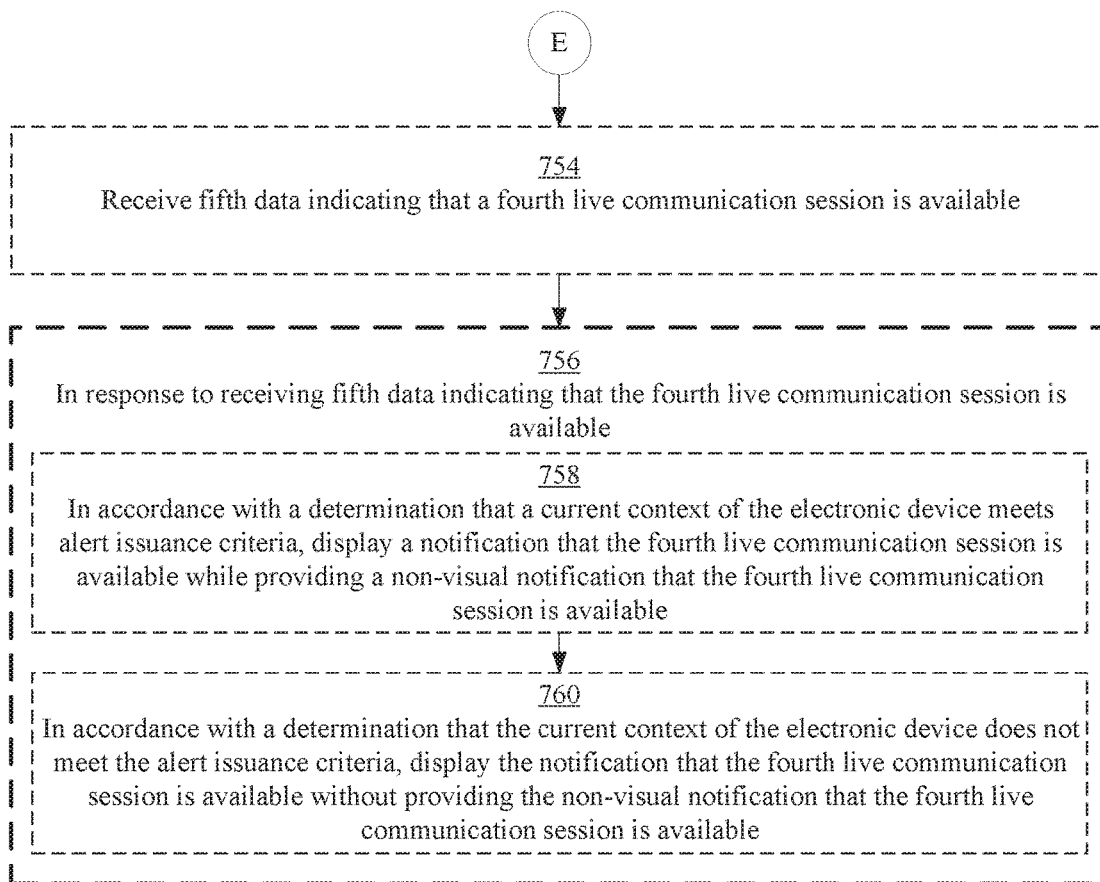 E
754
Receive fifth data indicating that a fourth live communication session is available
756
In response to receiving fifth data indicating that the fourth live communication session is
available
758
In accordance with a determination that a current context of the electronic device meets
alert issuance criteria, display a notification that the fourth live communication session is
available while providing a non-visual notification that the fourth live communication
session is available
760
In accordance with a determination that the current context of the electronic device does not
meet the alert issuance criteria, display the notification that the fourth live communication
session is available without providing the non-visual notification that the fourth live
communication session is available